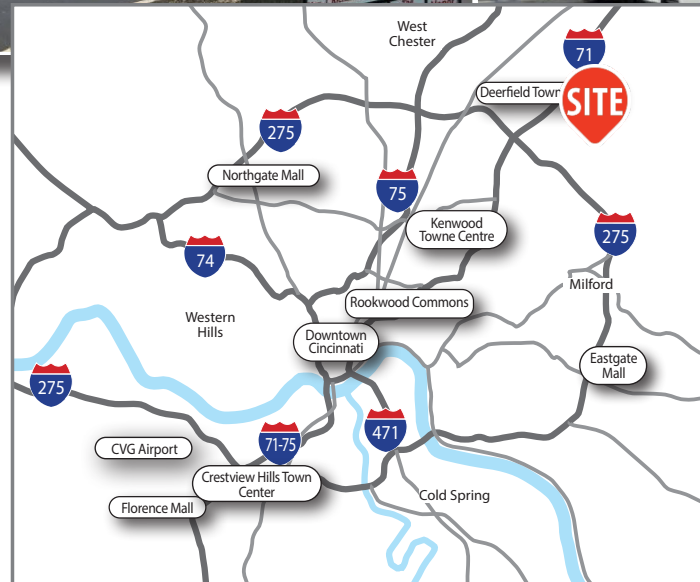 West
Chester
71
Deerfield Town
SITE
275
Northgate Mall
75
Kenwood
Towne Centre
275
74
Milford
Rookwood Commons
Western
Hills
Downtown
Cincinnati
Eastgate
Mall
275
71-75
471
CVG Airport
Crestview Hills Town
Center
Cold Spring
Florence Mall